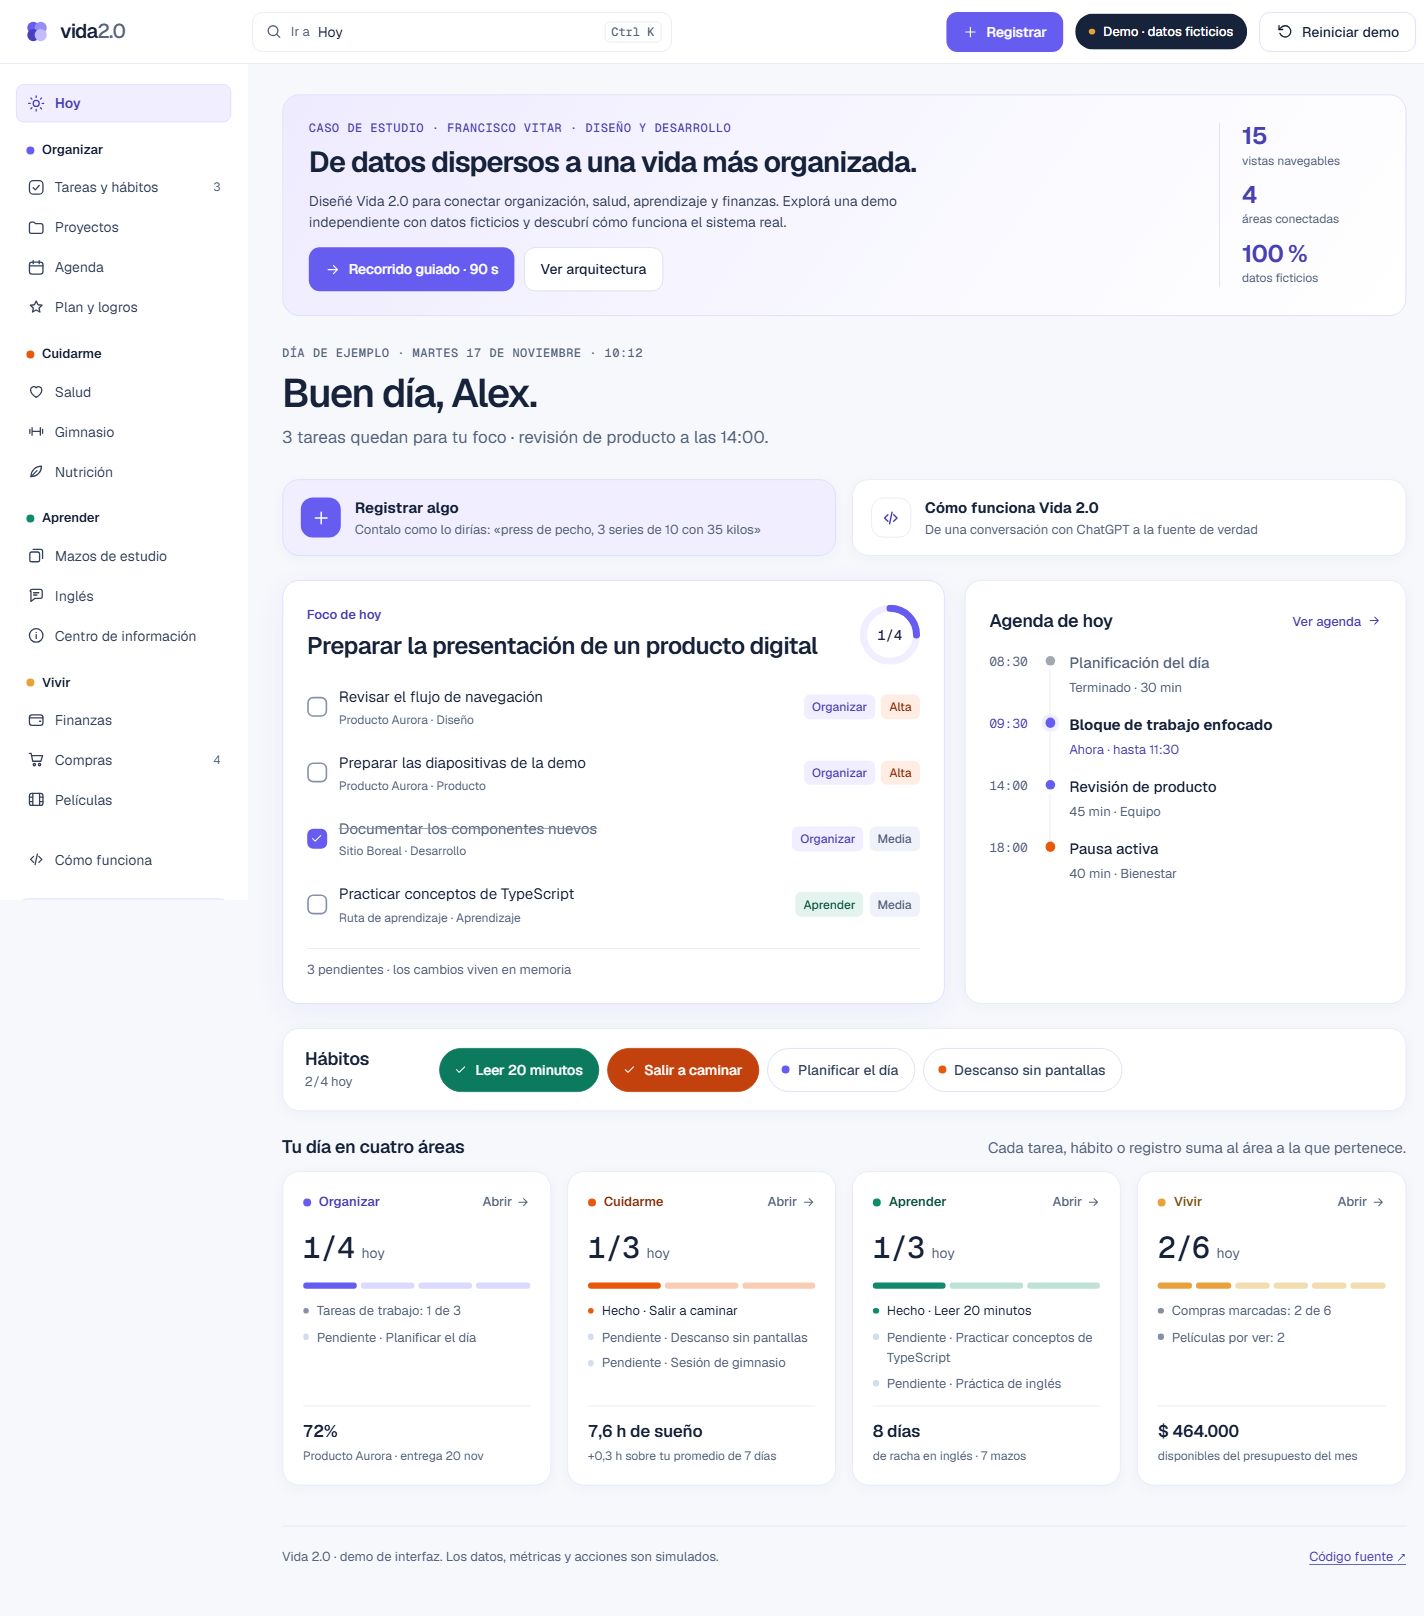 vida2.0
Ir a Hoy
Ctrl K
Registrar
Demo · datos ficticios
Reiniciar demo
Hoy
Organizar
Tareas y hábitos 3
Proyectos
Agenda
Plan y logros
Cuidarme
Salud
Gimnasio
Nutrición
Aprender
Mazos de estudio
Inglés
Centro de información
Vivir
Finanzas
Compras 4
Películas
Cómo funciona
CASO DE ESTUDIO · FRANCISCO VITAR · DISEÑO Y DESARROLLO
De datos dispersos a una vida más organizada.
Diseñé Vida 2.0 para conectar organización, salud, aprendizaje y finanzas. Explorá una demo
independiente con datos ficticios y descubrí cómo funciona el sistema real.
→ Recorrido guiado · 90 s
Ver arquitectura
15
vistas navegables
4
áreas conectadas
100 %
datos ficticios
DÍA DE EJEMPLO · MARTES 17 DE NOVIEMBRE · 10:12
Buen día, Alex.
3 tareas quedan para tu foco · revisión de producto a las 14:00.
Registrar algo
Contalo como lo dirías: «press de pecho, 3 series de 10 con 35 kilos»
Cómo funciona Vida 2.0
De una conversación con ChatGPT a la fuente de verdad
Foco de hoy
Preparar la presentación de un producto digital
1/4
Revisar el flujo de navegación
Producto Aurora · Diseño
Organizar Alta
Preparar las diapositivas de la demo
Producto Aurora · Producto
Organizar Alta
Documentar los componentes nuevos
Sitio Boreal · Desarrollo
Organizar Media
Practicar conceptos de TypeScript
Ruta de aprendizaje · Aprendizaje
Aprender Media
3 pendientes · los cambios viven en memoria
Agenda de hoy
Ver agenda →
08:30 Planificación del día
Terminado · 30 min
09:30 Bloque de trabajo enfocado
Ahora · hasta 11:30
14:00 Revisión de producto
45 min · Equipo
18:00 Pausa activa
40 min · Bienestar
Hábitos
2/4 hoy
Leer 20 minutos
Salir a caminar
Planificar el día
Descanso sin pantallas
Tu día en cuatro áreas
Cada tarea, hábito o registro suma al área a la que pertenece.
Organizar Abrir →
1/4 hoy
Tareas de trabajo: 1 de 3
Pendiente · Planificar el día
72%
Producto Aurora · entrega 20 nov
Cuidarme Abrir →
1/3 hoy
Hecho · Salir a caminar
Pendiente · Descanso sin pantallas
Pendiente · Sesión de gimnasio
7,6 h de sueño
+0,3 h sobre tu promedio de 7 días
Aprender Abrir →
1/3 hoy
Hecho · Leer 20 minutos
Pendiente · Practicar conceptos de
TypeScript
Pendiente · Práctica de inglés
8 días
de racha en inglés · 7 mazos
Vivir Abrir →
2/6 hoy
Compras marcadas: 2 de 6
Películas por ver: 2
$ 464.000
disponibles del presupuesto del mes
Vida 2.0 · demo de interfaz. Los datos, métricas y acciones son simulados.
Código fuente ↗